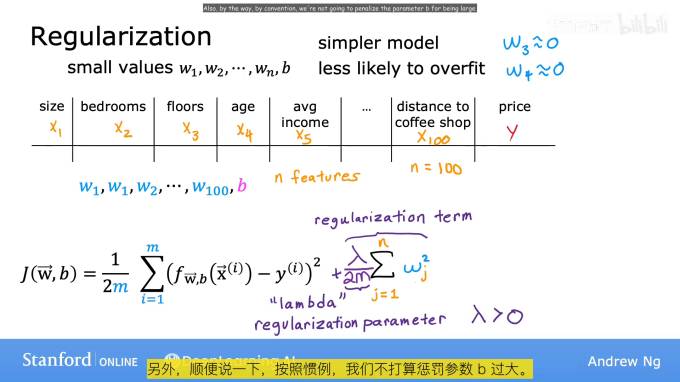 Also, by the way, by convention, we're not going to penalize the parameter b for being large.
bilibili
Regularization
small values w₁, w₂, ⋯, wₙ, b
simpler model w₃ ≈ 0
less likely to overfit w₄ ≈ 0
size bedrooms floors age avg income … distance to coffee shop price
x₁ x₂ x₃ x₄ x₅ x₁₀₀ y
w₁, w₁, w₂, ⋯, w₁₀₀, b n features n = 100
regularization term
J(w⃗, b) = 1/2m ∑_{i=1}^{m} (f_{w⃗,b}(x⃗⁽ⁱ⁾) − y⁽ⁱ⁾)² + λ/2m ∑_{j=1}^{n} wⱼ²
"lambda"
regularization parameter λ > 0
Stanford ONLINE Andrew Ng
另外，顺便说一下，按照惯例，我们不打算惩罚参数 b 过大。